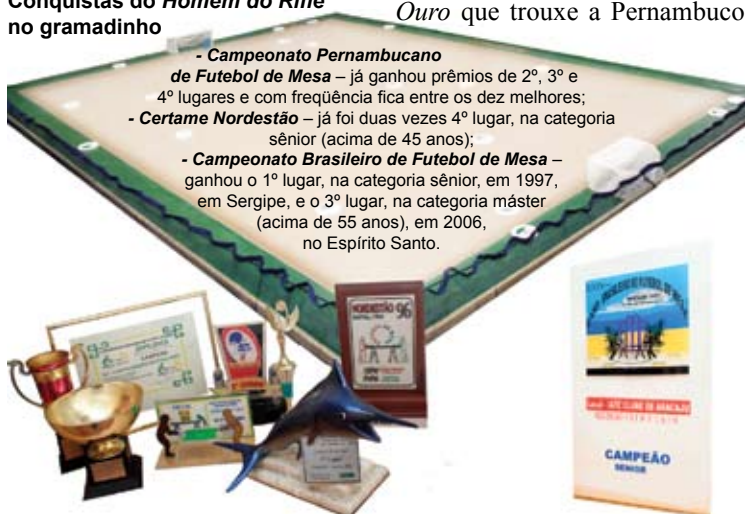 Conquistas do Homem do Rifle
no gramadinho
Ouro que trouxe a Pernambuco
- Campeonato Pernambucano
de Futebol de Mesa – já ganhou prêmios de 2º, 3º e
4º lugares e com freqüência fica entre os dez melhores;
- Certame Nordestão – já foi duas vezes 4º lugar, na categoria
sênior (acima de 45 anos);
- Campeonato Brasileiro de Futebol de Mesa –
ganhou o 1º lugar, na categoria sênior, em 1997,
em Sergipe, e o 3º lugar, na categoria máster
(acima de 55 anos), em 2006,
no Espírito Santo.
NORDESTÃO 96
CAMPEÃO
SENIOR